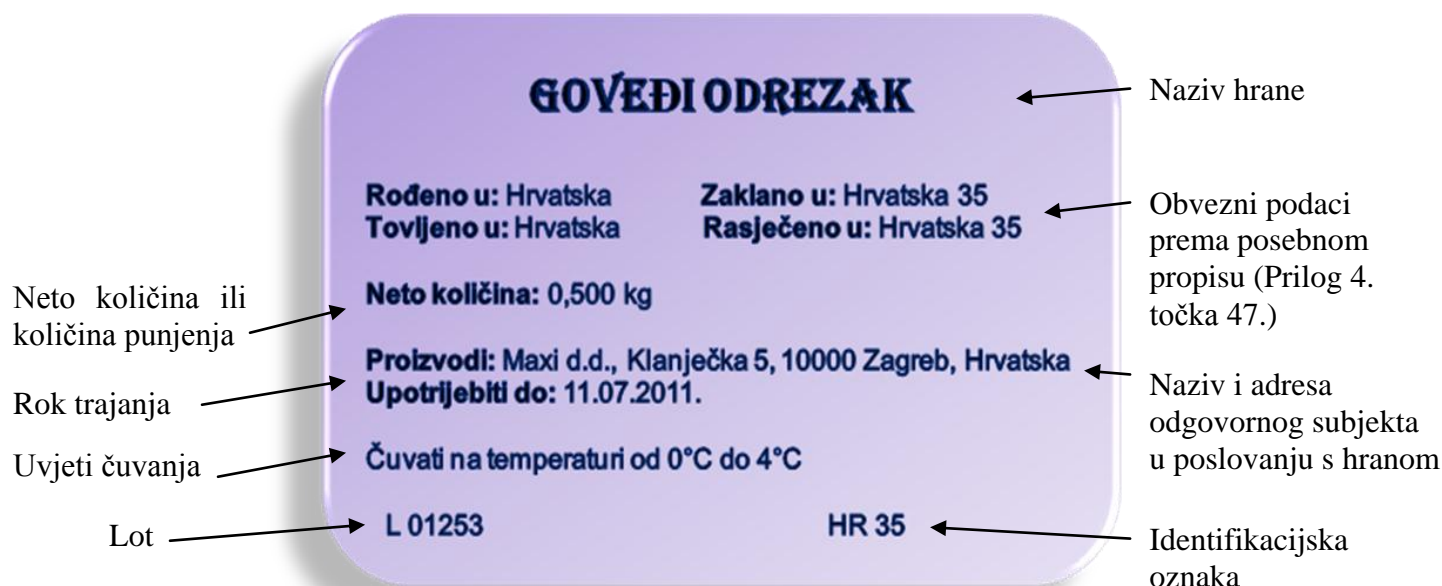 GOVEĐI ODREZAK
Naziv hrane
Rođeno u: Hrvatska Zaklano u: Hrvatska 35
Tovljeno u: Hrvatska Rasječeno u: Hrvatska 35
Obvezni podaci
prema posebnom
propisu (Prilog 4.
točka 47.)
Neto količina ili
količina punjenja
Neto količina: 0,500 kg
Proizvodi: Maxi d.d., Klanječka 5, 10000 Zagreb, Hrvatska
Upotrijebiti do: 11.07.2011.
Rok trajanja
Naziv i adresa
odgovornog subjekta
u poslovanju s hranom
Uvjeti čuvanja
Čuvati na temperaturi od 0°C do 4°C
Lot
L 01253 HR 35
Identifikacijska
oznaka